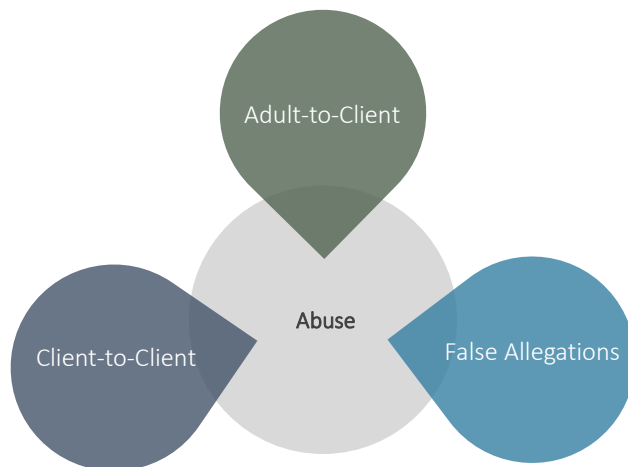 Adult-to-Client
Abuse
Client-to-Client
False Allegations